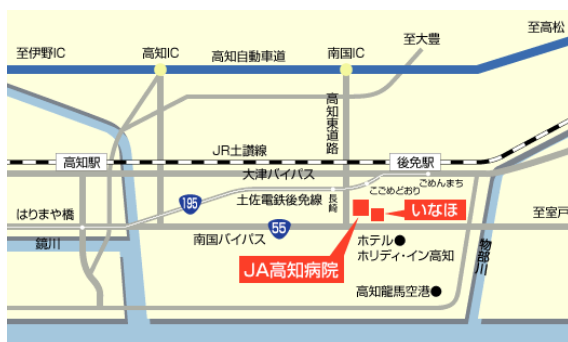 至高松
至大豊
至伊野IC
高知IC
高知自動車道
南国IC
高知東道路
JR土讃線
高知駅
後免駅
大津バイパス
ごめんまち
こごめどおり
195
土佐電鉄後免線
長崎
いなほ
はりまや橋
至室戸
55
鏡川
南国バイパス
ホテル
ホリディ・イン高知
物部川
JA高知病院
高知龍馬空港